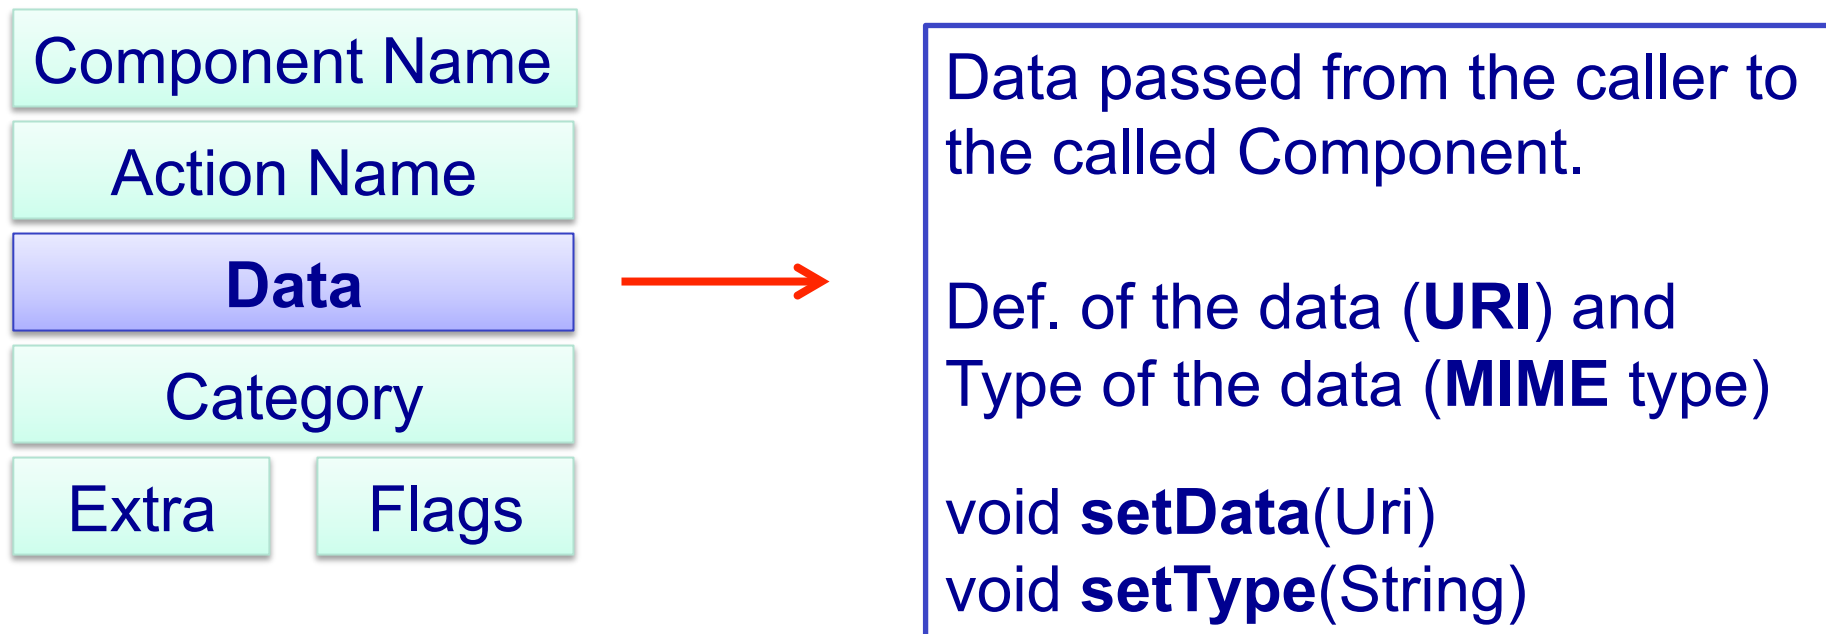 Component Name
Action Name
Data
Category
Extra
Flags
Data passed from the caller to
the called Component.
Def. of the data (URI) and
Type of the data (MIME type)
void setData(Uri)
void setType(String)